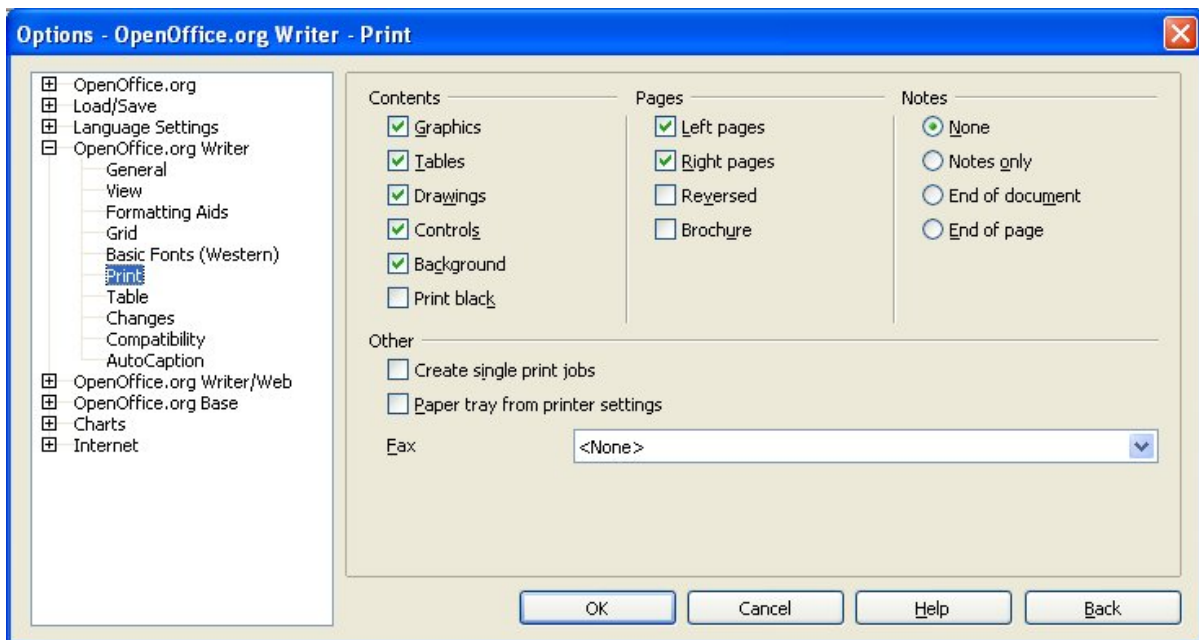 Options - OpenOffice.org Writer - Print
OpenOffice.org
Load/Save
Language Settings
OpenOffice.org Writer
General
View
Formatting Aids
Grid
Basic Fonts (Western)
Print
Table
Changes
Compatibility
AutoCaption
OpenOffice.org Writer/Web
OpenOffice.org Base
Charts
Internet
Contents
Graphics
Tables
Drawings
Controls
Background
Print black
Pages
Left pages
Right pages
Reversed
Brochure
Notes
None
Notes only
End of document
End of page
Other
Create single print jobs
Paper tray from printer settings
Fax
<None>
OK
Cancel
Help
Back